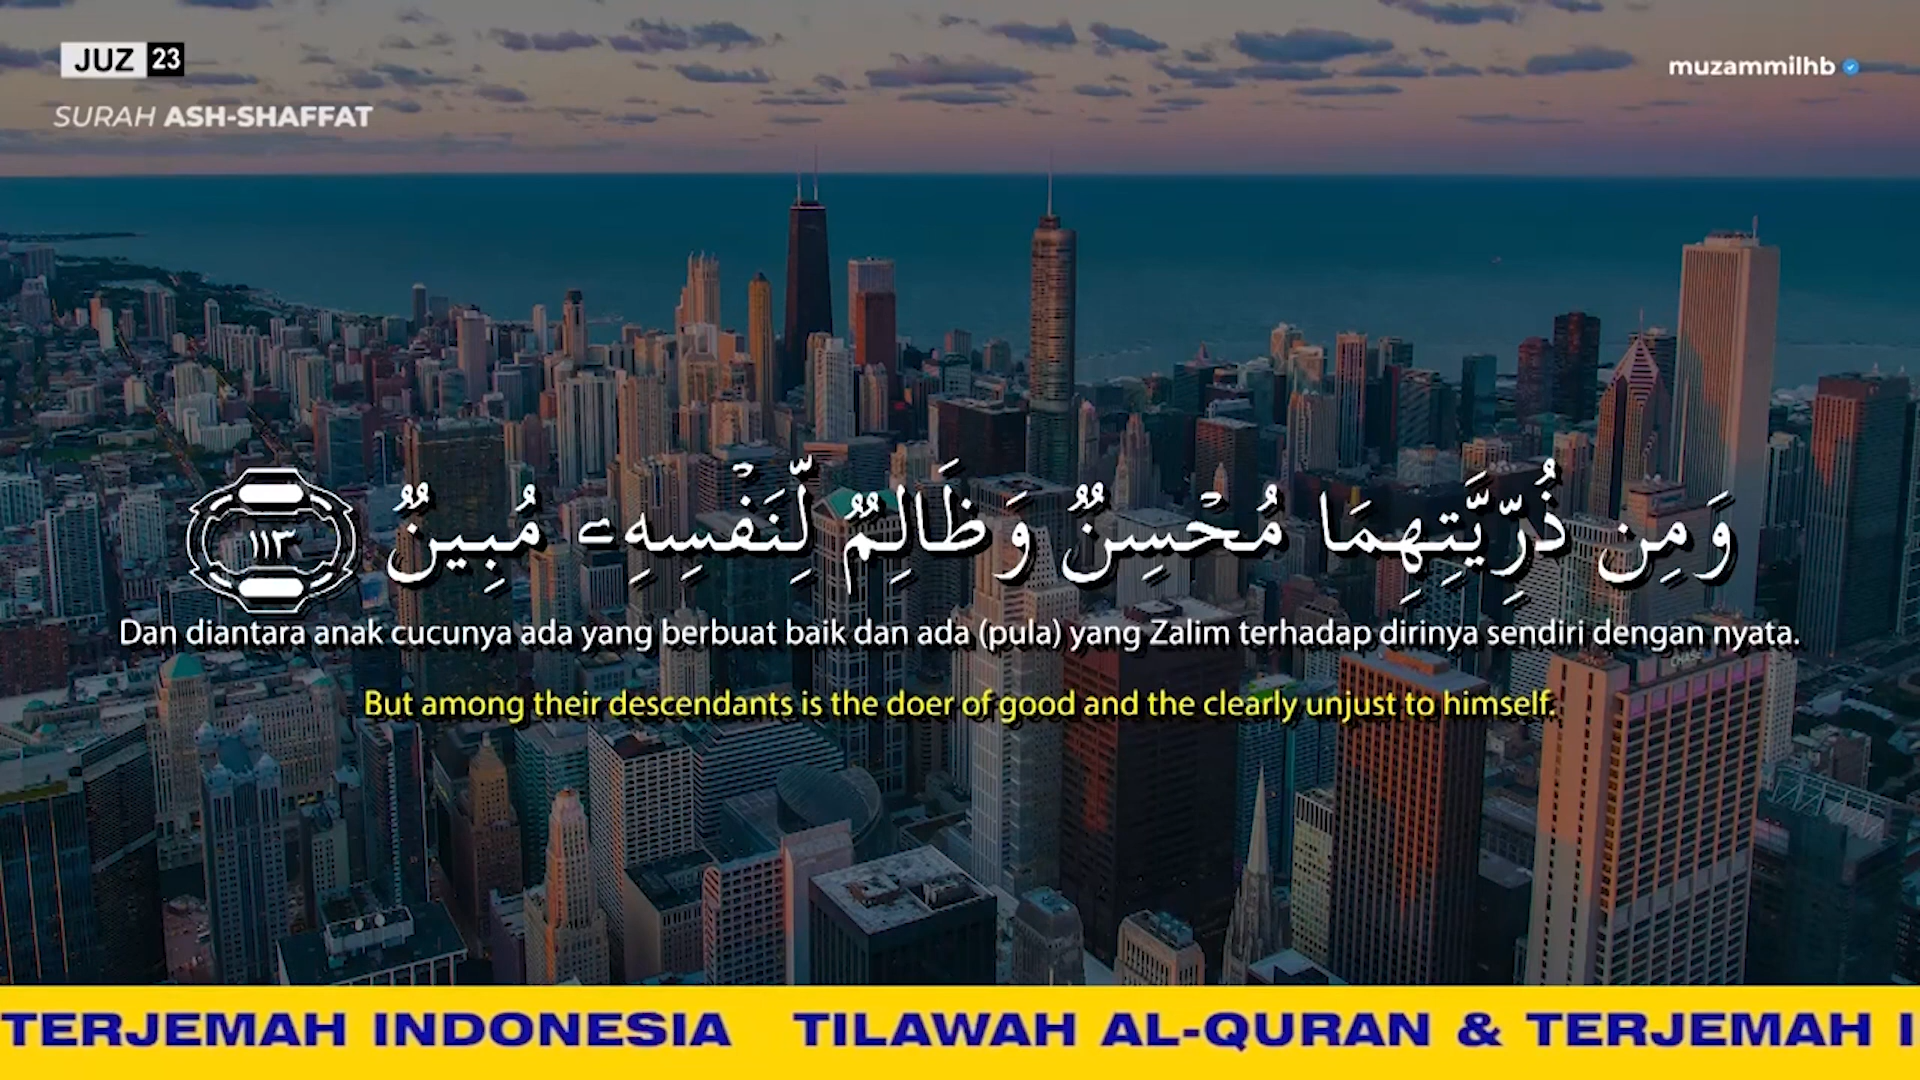 JUZ 23
muzammilhb
SURAH ASH-SHAFFAT
وَمِن ذُرِّيَّتِهِمَا مُحْسِنٌ وَظَالِمٌ لِّنَفْسِهِۦ مُبِينٌ ١١٣
Dan diantara anak cucunya ada yang berbuat baik dan ada (pula) yang Zalim terhadap dirinya sendiri dengan nyata.
But among their descendants is the doer of good and the clearly unjust to himself.
TERJEMAH INDONESIA TILAWAH AL-QURAN & TERJEMAH I